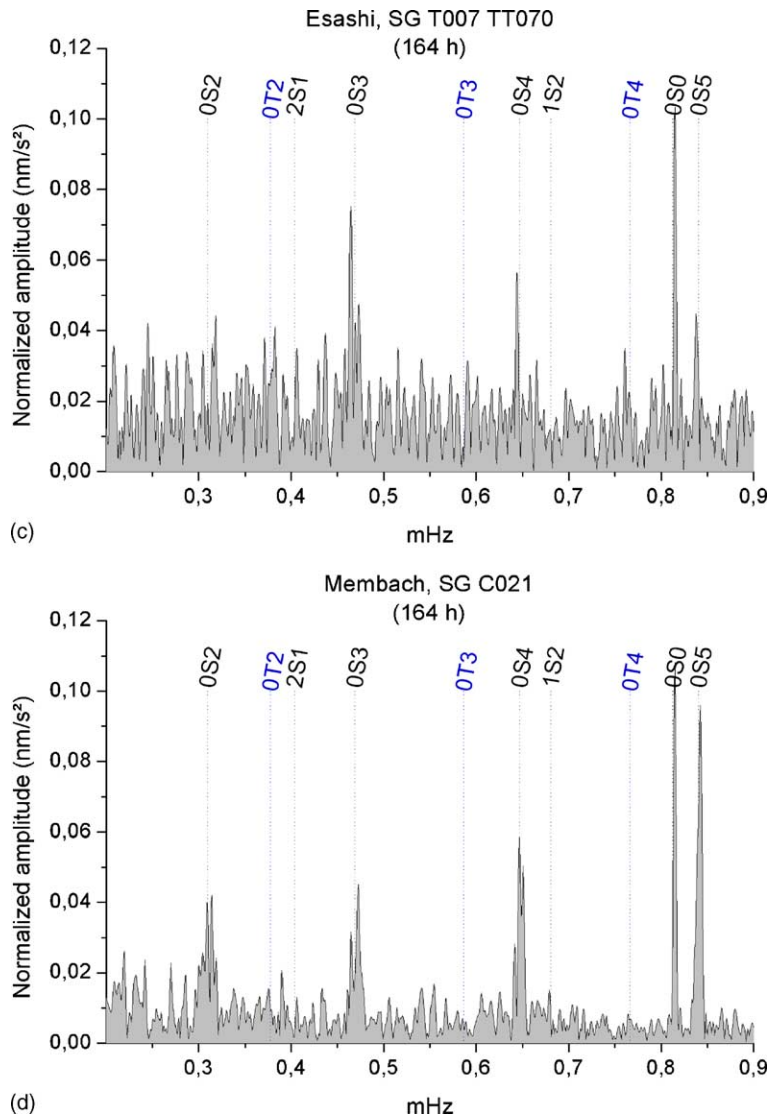 Esashi, SG T007 TT070
(164 h)
0,12
0,10
0,08
0,06
0,04
0,02
0,00
Normalized amplitude (nm/s²)
0S2
0T2
2S1
0S3
0T3
0S4
1S2
0T4
0S0
0S5
0,3
0,4
0,5
0,6
0,7
0,8
0,9
mHz
(c)
Membach, SG C021
(164 h)
0,12
0,10
0,08
0,06
0,04
0,02
0,00
Normalized amplitude (nm/s²)
0S2
0T2
2S1
0S3
0T3
0S4
1S2
0T4
0S0
0S5
0,3
0,4
0,5
0,6
0,7
0,8
0,9
mHz
(d)